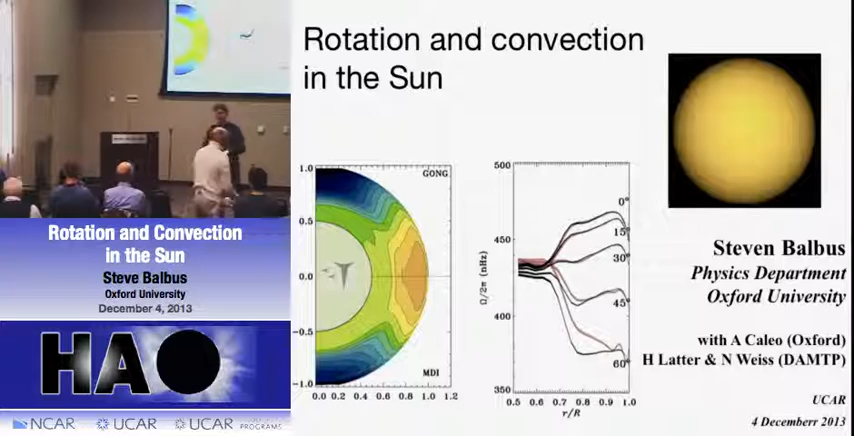 Rotation and Convection
in the Sun
Steve Balbus
Oxford University
December 4, 2013
HAO
NCAR UCAR UCAR
PROGRAMS
Rotation and convection
in the Sun
GONG
1.0
0.5
0.0
−0.5
−1.0
MDI
0.0 0.2 0.4 0.6 0.8 1.0 1.2
500
450
400
350
Ω/2π (nHz)
0°
15°
30°
45°
60°
0.5 0.6 0.7 0.8 0.9 1.0
r/R
Steven Balbus
Physics Department
Oxford University
with A Caleo (Oxford)
H Latter & N Weiss (DAMTP)
UCAR
4 Decemberr 2013